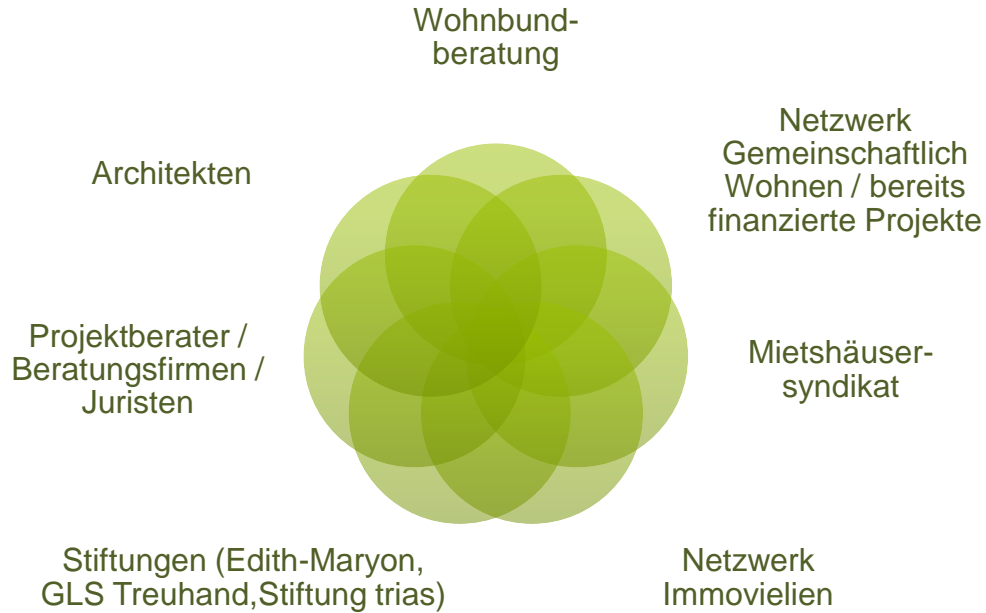 Wohnbund-
beratung
Netzwerk
Gemeinschaftlich
Wohnen / bereits
finanzierte Projekte
Architekten
Projektberater /
Beratungsfirmen /
Juristen
Mietshäuser-
syndikat
Stiftungen (Edith-Maryon,
GLS Treuhand,Stiftung trias)
Netzwerk
Immovielien